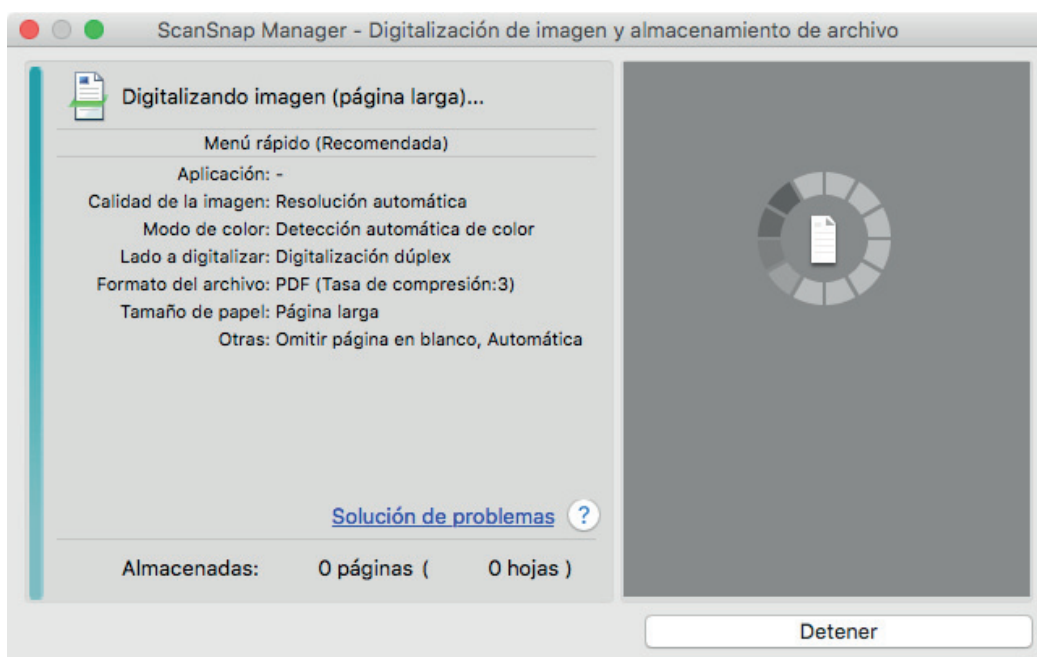 ScanSnap Manager - Digitalización de imagen y almacenamiento de archivo
Digitalizando imagen (página larga)...
Menú rápido (Recomendada)
Aplicación: -
Calidad de la imagen: Resolución automática
Modo de color: Detección automática de color
Lado a digitalizar: Digitalización dúplex
Formato del archivo: PDF (Tasa de compresión:3)
Tamaño de papel: Página larga
Otras: Omitir página en blanco, Automática
Solución de problemas ?
Almacenadas: 0 páginas ( 0 hojas )
Detener